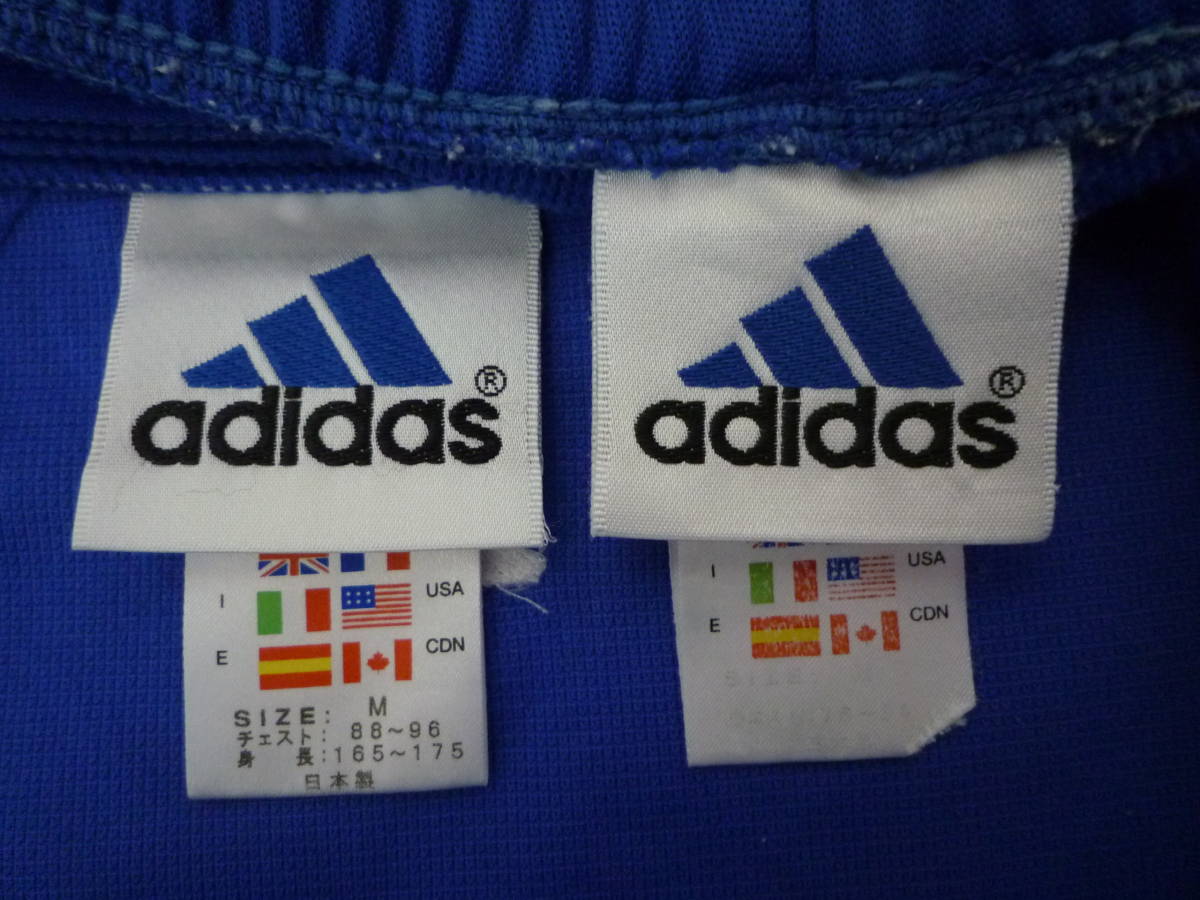 adidas®
I USA
E CDN
SIZE: M
チェスト: 88~96
身 長:165~175
日本製
adidas®
I USA
E CDN
SIZE: